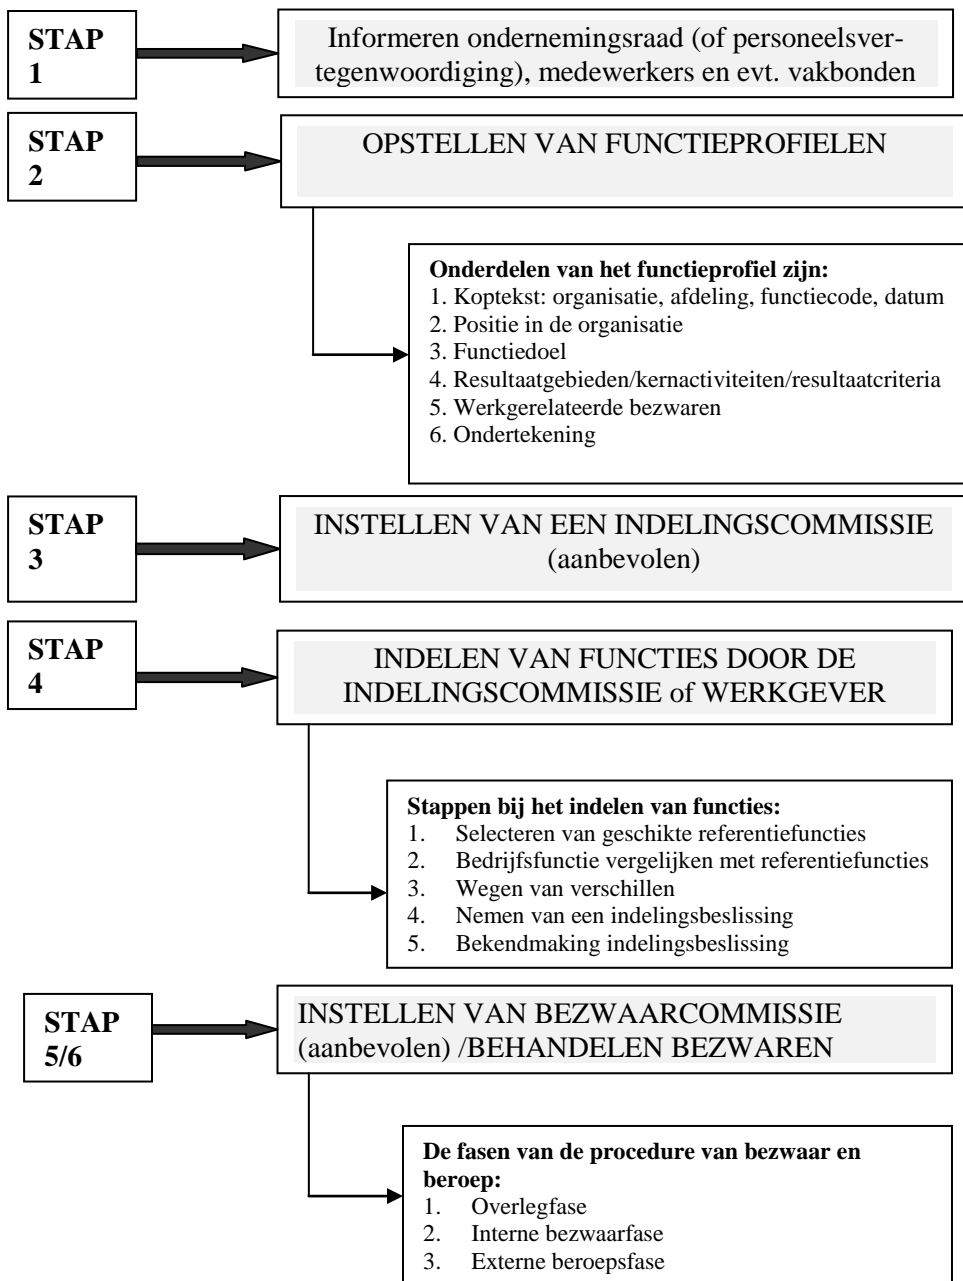 STAP
1
Informeren ondernemingsraad (of personeelsver-
tegenwoordiging), medewerkers en evt. vakbonden
STAP
2
OPSTELLEN VAN FUNCTIEPROFIELEN
Onderdelen van het functieprofiel zijn:
1. Koptekst: organisatie, afdeling, functiecode, datum
2. Positie in de organisatie
3. Functiedoel
4. Resultaatgebieden/kernactiviteiten/resultaatcriteria
5. Werkgerelateerde bezwaren
6. Ondertekening
STAP
3
INSTELLEN VAN EEN INDELINGSCOMMISSIE
(aanbevolen)
STAP
4
INDELEN VAN FUNCTIES DOOR DE
INDELINGSCOMMISSIE of WERKGEVER
Stappen bij het indelen van functies:
1. Selecteren van geschikte referentiefuncties
2. Bedrijfsfunctie vergelijken met referentiefuncties
3. Wegen van verschillen
4. Nemen van een indelingsbeslissing
5. Bekendmaking indelingsbeslissing
STAP
5/6
INSTELLEN VAN BEZWAARCOMMISSIE
(aanbevolen) /BEHANDELEN BEZWAREN
De fasen van de procedure van bezwaar en
beroep:
1. Overlegfase
2. Interne bezwaarfase
3. Externe beroepsfase